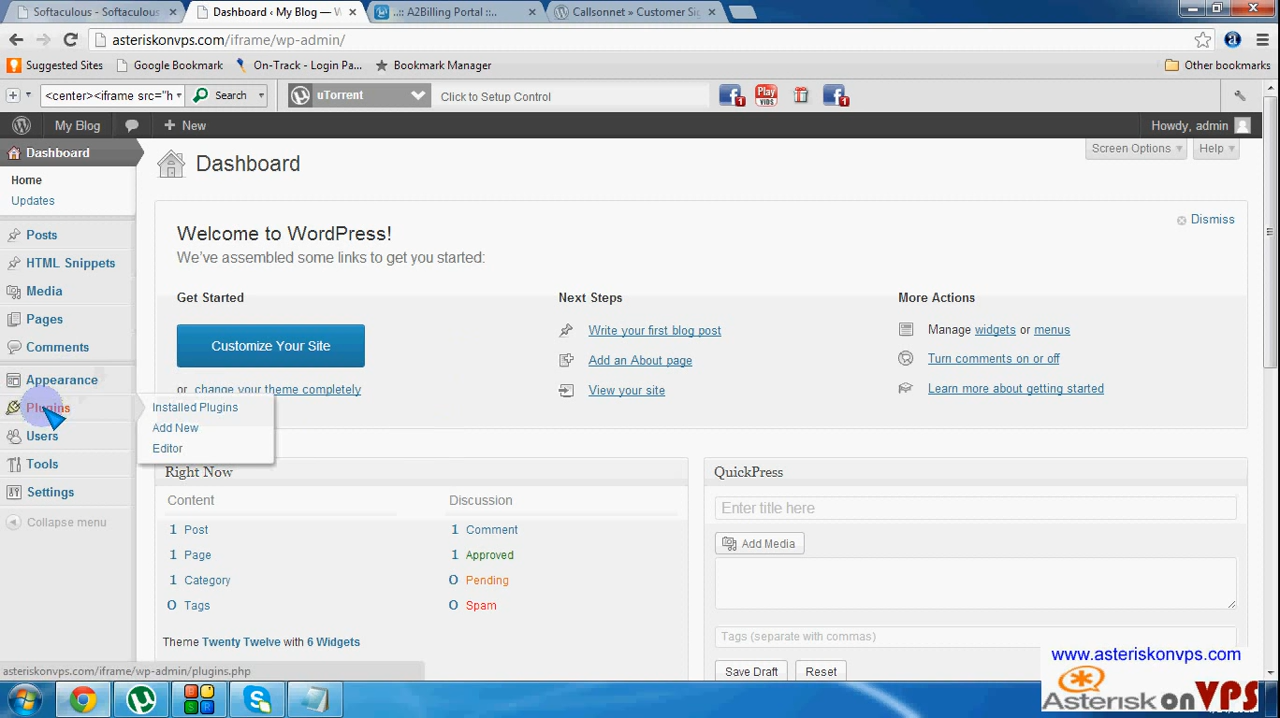 Softaculous - Softaculous
Dashboard ‹ My Blog — W
..:: A2Billing Portal ::..
Callsonnet » Customer Si
asteriskonvps.com/iframe/wp-admin/
Suggested Sites
Google Bookmark
On-Track - Login Pa...
Bookmark Manager
Other bookmarks
<center><iframe src="h
Search
uTorrent
Click to Setup Control
1
Play VIDS
1
My Blog
New
Howdy, admin
Dashboard
Home
Updates
Posts
HTML Snippets
Media
Pages
Comments
Appearance
Plugins
Users
Tools
Settings
Collapse menu
Installed Plugins
Add New
Editor
Dashboard
Screen Options
Help
Dismiss
Welcome to WordPress!
We've assembled some links to get you started:
Get Started
Customize Your Site
or change your theme completely
Next Steps
Write your first blog post
Add an About page
View your site
More Actions
Manage widgets or menus
Turn comments on or off
Learn more about getting started
Right Now
Content
Discussion
1 Post
1 Comment
1 Page
1 Approved
1 Category
0 Pending
0 Tags
0 Spam
Theme Twenty Twelve with 6 Widgets
QuickPress
Enter title here
Add Media
Tags (separate with commas)
Save Draft
Reset
asteriskonvps.com/iframe/wp-admin/plugins.php
www.asteriskonvps.com
Asterisk on VPS